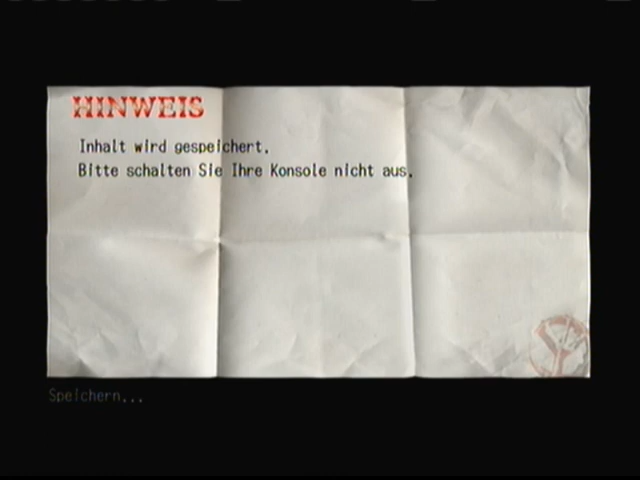 HINWEIS
Inhalt wird gespeichert.
Bitte schalten Sie Ihre Konsole nicht aus.
Speichern...